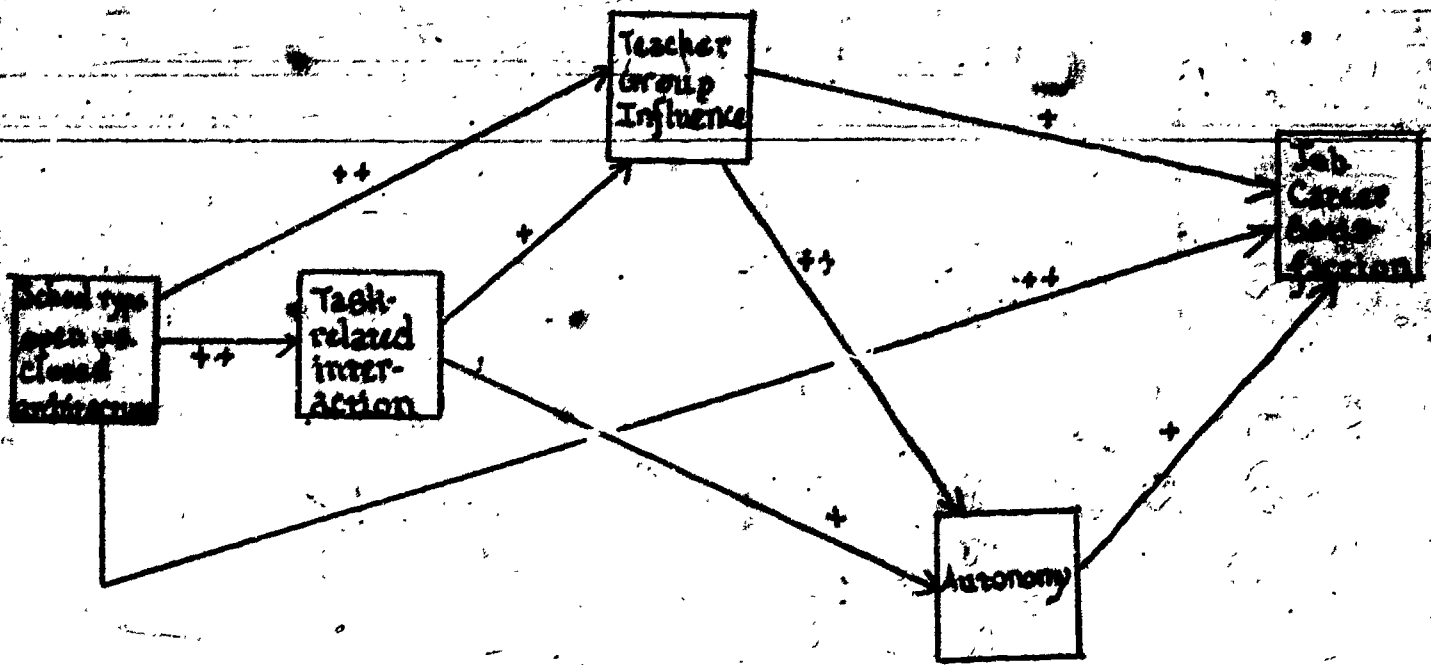 Teacher
Group
Influence
+
Job
Career
Satis-
faction
++
+
++
++
School type
open vs.
closed
architecture
++
Task-
related
inter-
action
+
+
Autonomy